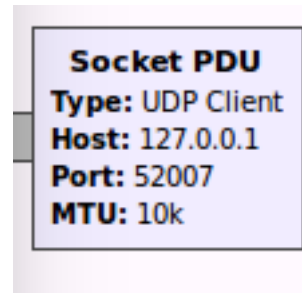 Socket PDU
Type: UDP Client
Host: 127.0.0.1
Port: 52007
MTU: 10k